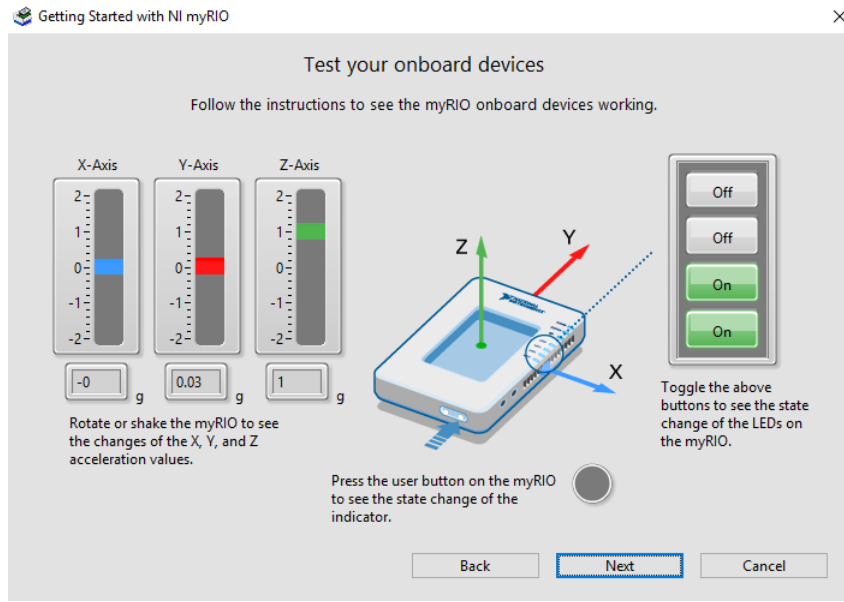 Getting Started with NI myRIO
Test your onboard devices
Follow the instructions to see the myRIO onboard devices working.
X-Axis
2
1
0
-1
-2
-0
g
Y-Axis
2
1
0
-1
-2
0.03
g
Z-Axis
2
1
0
-1
-2
1
g
Rotate or shake the myRIO to see
the changes of the X, Y, and Z
acceleration values.
Z
Y
X
Press the user button on the myRIO
to see the state change of the
indicator.
Off
Off
On
On
Toggle the above
buttons to see the state
change of the LEDs on
the myRIO.
Back
Next
Cancel